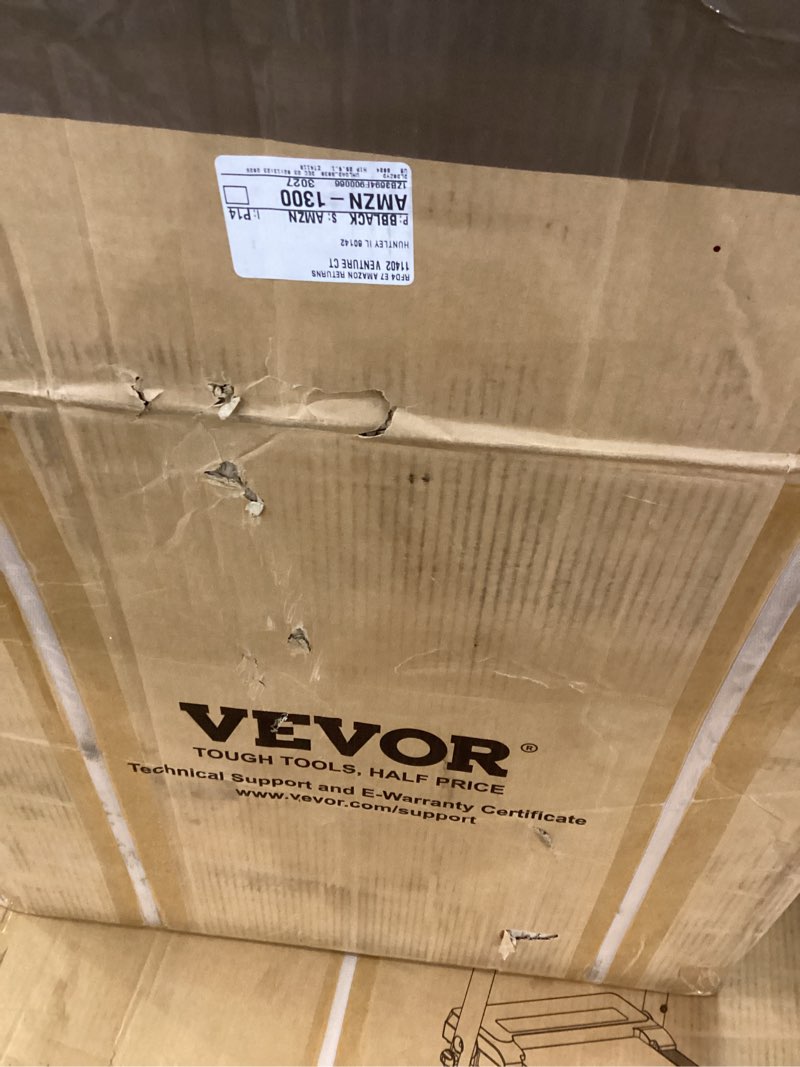 RFD4 E7 AMAZON RETURNS
11402 VENTURE CT
HUNTLEY IL 60142
P: BBLACK S: AMZN I: P14
AMZN – 1300
3027
VEVOR®
TOUGH TOOLS, HALF PRICE
Technical Support and E-Warranty Certificate
www.vevor.com/support